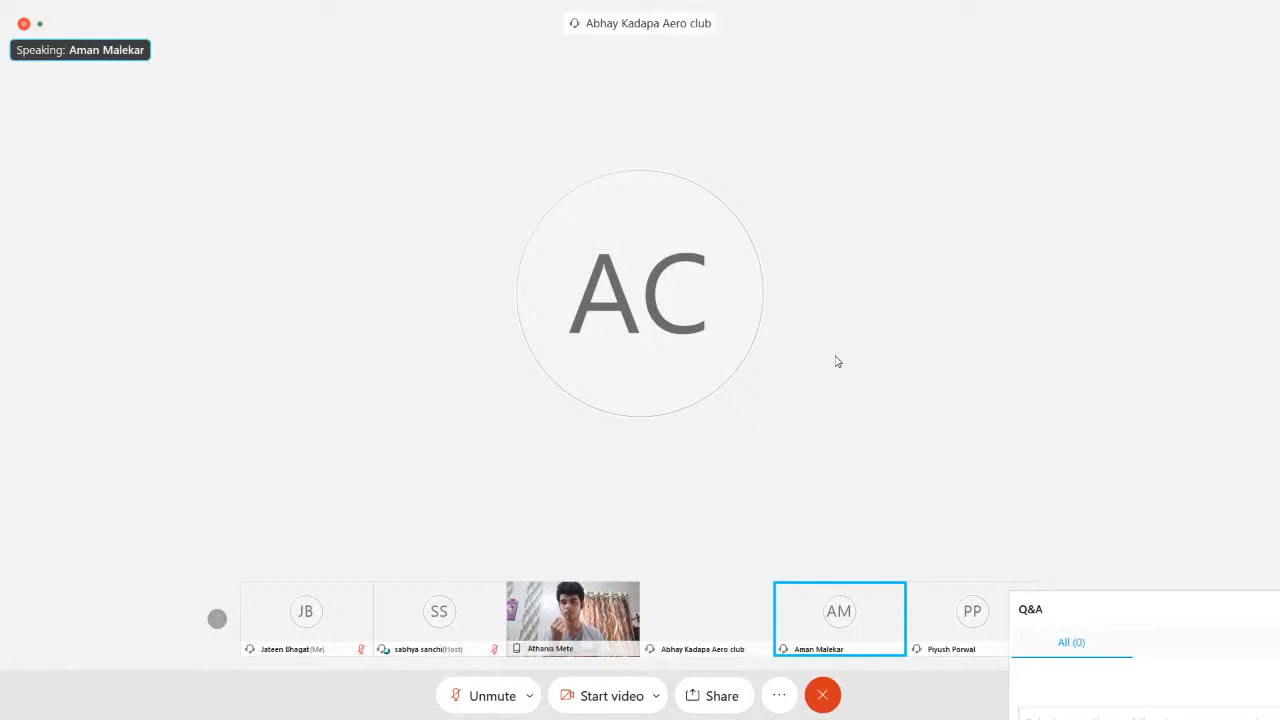 Abhay Kadapa Aero club
Speaking: Aman Malekar
AC
JB
SS
AM
PP
Jateen Bhagat(Me)
sabhya sanchi(Host)
Atharva Mete
Abhay Kadapa Aero club
Aman Malekar
Piyush Porwal
Q&A
All (0)
Unmute
Start video
Share